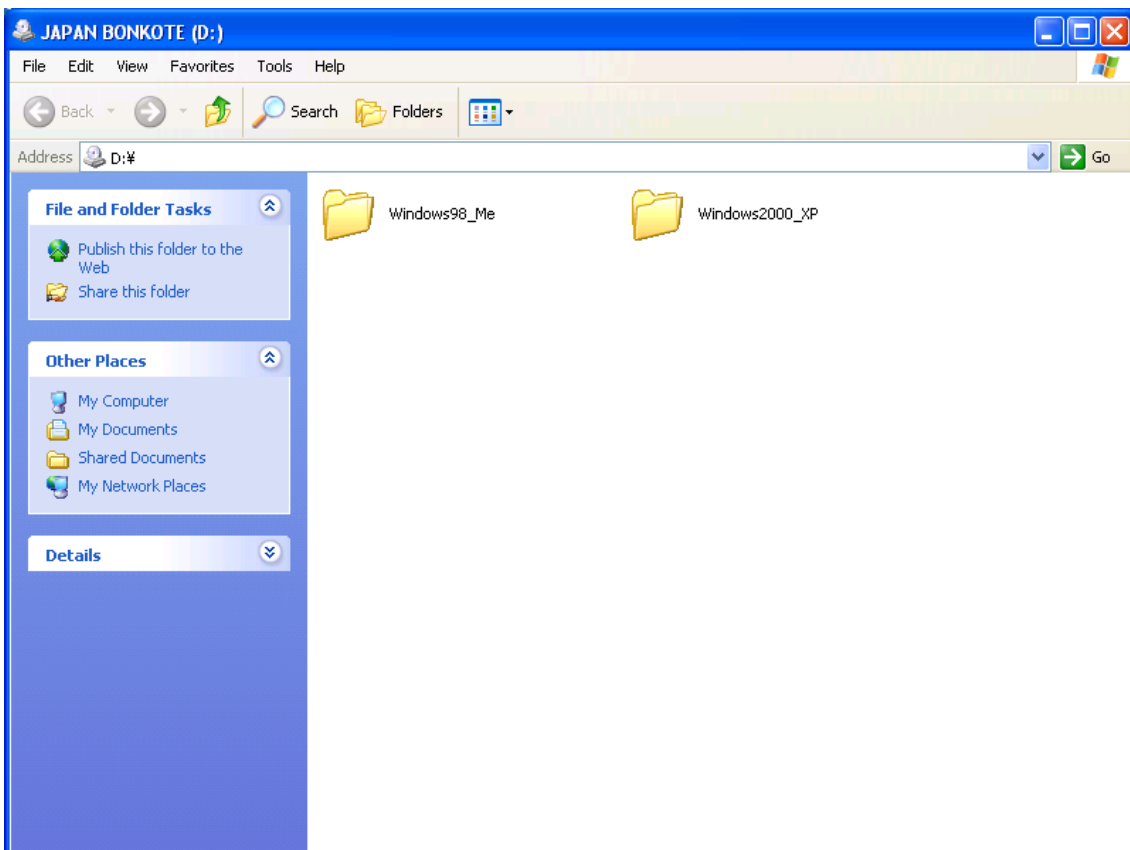 JAPAN BONKOTE (D:)
File Edit View Favorites Tools Help
Back Search Folders
Address D:¥ Go
File and Folder Tasks
Publish this folder to the
Web
Share this folder
Other Places
My Computer
My Documents
Shared Documents
My Network Places
Details
Windows98_Me Windows2000_XP